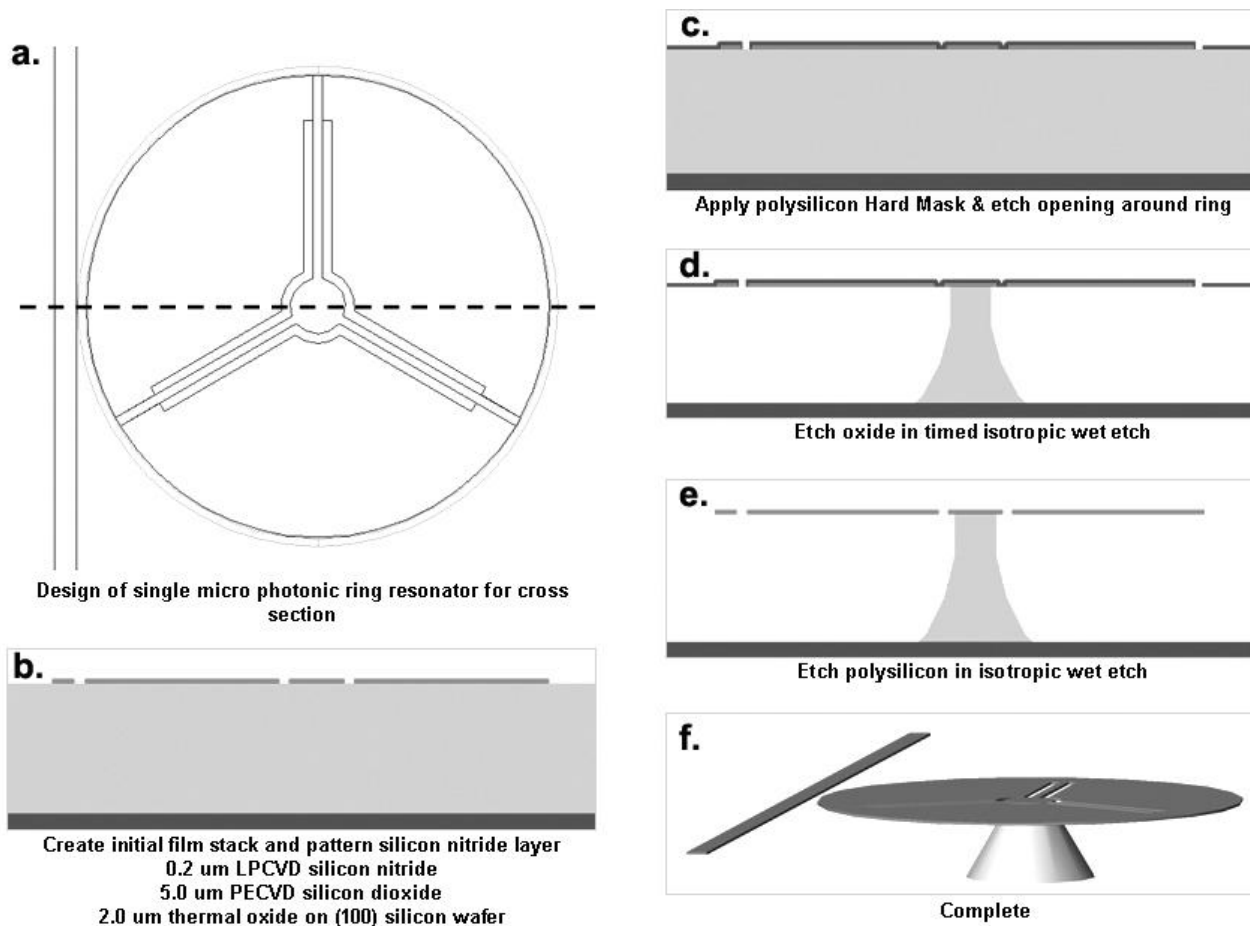 a.
Design of single micro photonic ring resonator for cross
section
b.
Create initial film stack and pattern silicon nitride layer
0.2 um LPCVD silicon nitride
5.0 um PECVD silicon dioxide
2.0 um thermal oxide on (100) silicon wafer
c.
Apply polysilicon Hard Mask & etch opening around ring
d.
Etch oxide in timed isotropic wet etch
e.
Etch polysilicon in isotropic wet etch
f.
Complete